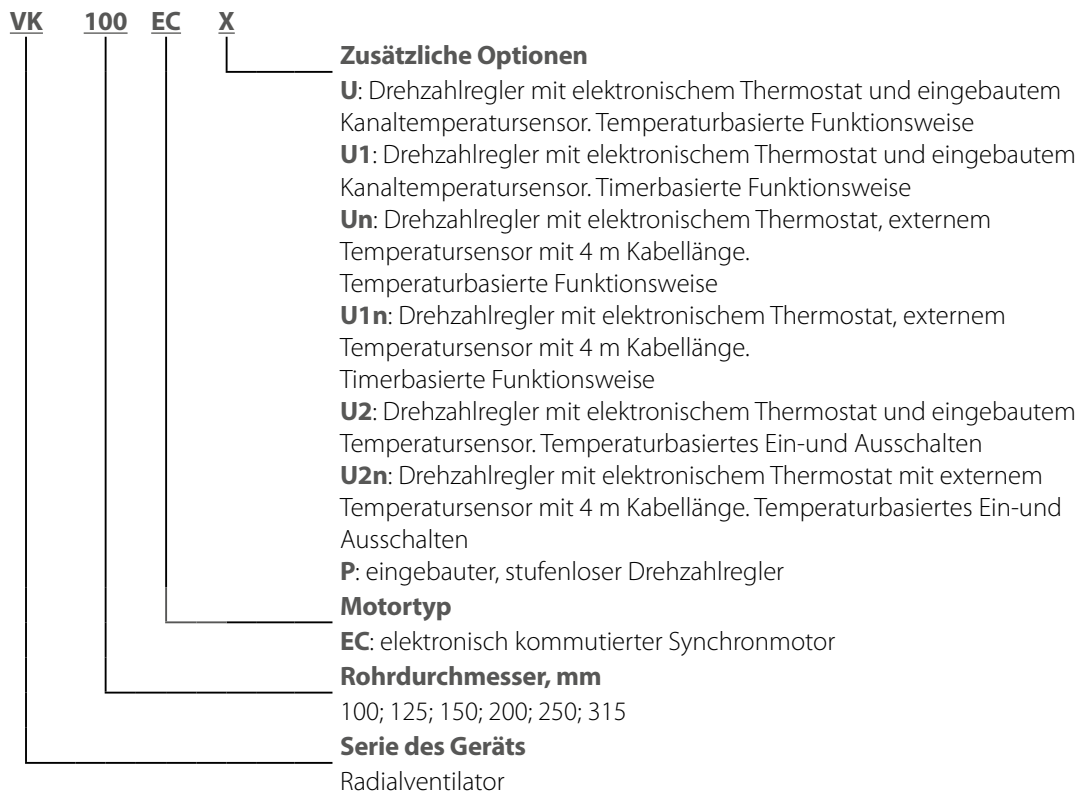 VK 100 EC X
Zusätzliche Optionen
U: Drehzahlregler mit elektronischem Thermostat und eingebautem
Kanaltemperatursensor. Temperaturbasierte Funktionsweise
U1: Drehzahlregler mit elektronischem Thermostat und eingebautem
Kanaltemperatursensor. Timerbasierte Funktionsweise
Un: Drehzahlregler mit elektronischem Thermostat, externem
Temperatursensor mit 4 m Kabellänge.
Temperaturbasierte Funktionsweise
U1n: Drehzahlregler mit elektronischem Thermostat, externem
Temperatursensor mit 4 m Kabellänge.
Timerbasierte Funktionsweise
U2: Drehzahlregler mit elektronischem Thermostat und eingebautem
Temperatursensor. Temperaturbasiertes Ein-und Ausschalten
U2n: Drehzahlregler mit elektronischem Thermostat mit externem
Temperatursensor mit 4 m Kabellänge. Temperaturbasiertes Ein-und
Ausschalten
P: eingebauter, stufenloser Drehzahlregler
Motortyp
EC: elektronisch kommutierter Synchronmotor
Rohrdurchmesser, mm
100; 125; 150; 200; 250; 315
Serie des Geräts
Radialventilator